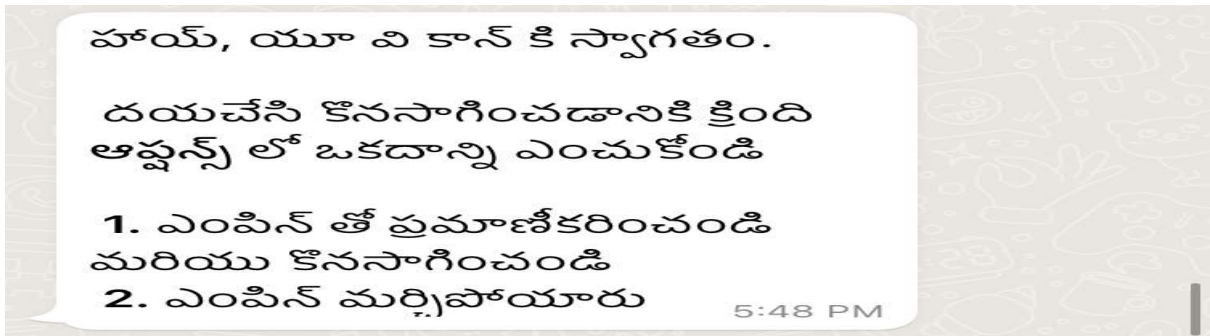 హాయ్, యూ వి కాన్ కి స్వాగతం.
దయచేసి కొనసాగించడానికి క్రింది
ఆప్షన్స్ లో ఒకదాన్ని ఎంచుకోండి
1. ఎంపిన్ తో ప్రమాణీకరించండి
మరియు కొనసాగించండి
2. ఎంపిన్ మర్చిపోయారు
5:48 PM